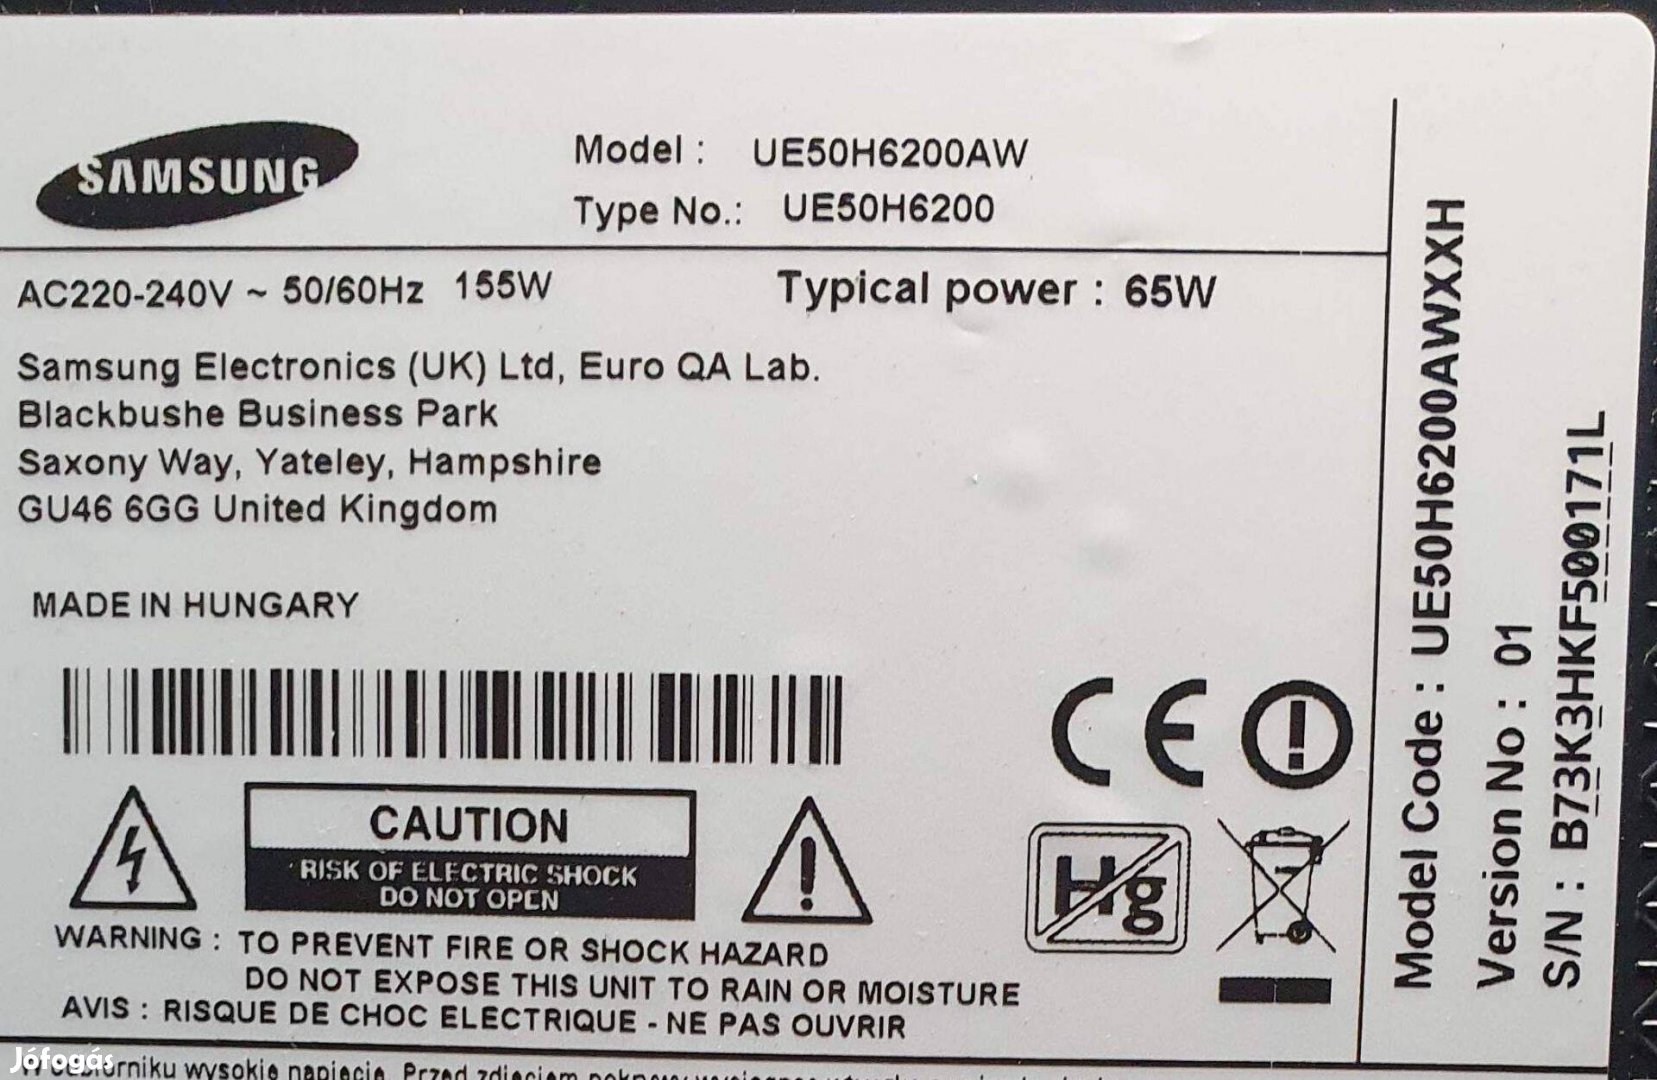 SAMSUNG
Model : UE50H6200AW
Type No.: UE50H6200
AC220-240V ~ 50/60Hz 155W
Typical power : 65W
Samsung Electronics (UK) Ltd, Euro QA Lab.
Blackbushe Business Park
Saxony Way, Yateley, Hampshire
GU46 6GG United Kingdom
MADE IN HUNGARY
CAUTION
RISK OF ELECTRIC SHOCK
DO NOT OPEN
Hg
WARNING : TO PREVENT FIRE OR SHOCK HAZARD
DO NOT EXPOSE THIS UNIT TO RAIN OR MOISTURE
AVIS : RISQUE DE CHOC ELECTRIQUE - NE PAS OUVRIR
wysokie napięcie. Przed zdjęciem
Model Code : UE50H6200AWXXH
Version No : 01
S/N : B73K3HKF500171L
Jófogás